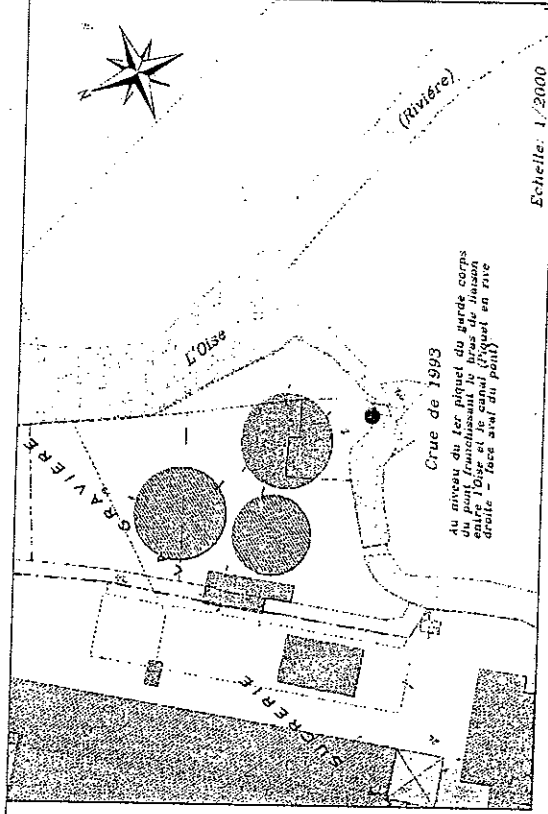 N
(Rivière)
L'Oise
GRAVIERE
SUCRERIE
Crue de 1993
Au niveau du 1er piquet du garde corps
du pont franchissant le bras de liaison
entre l'Oise et le canal (Piquet en rive
droite - face aval du pont)
Echelle: 1/2000